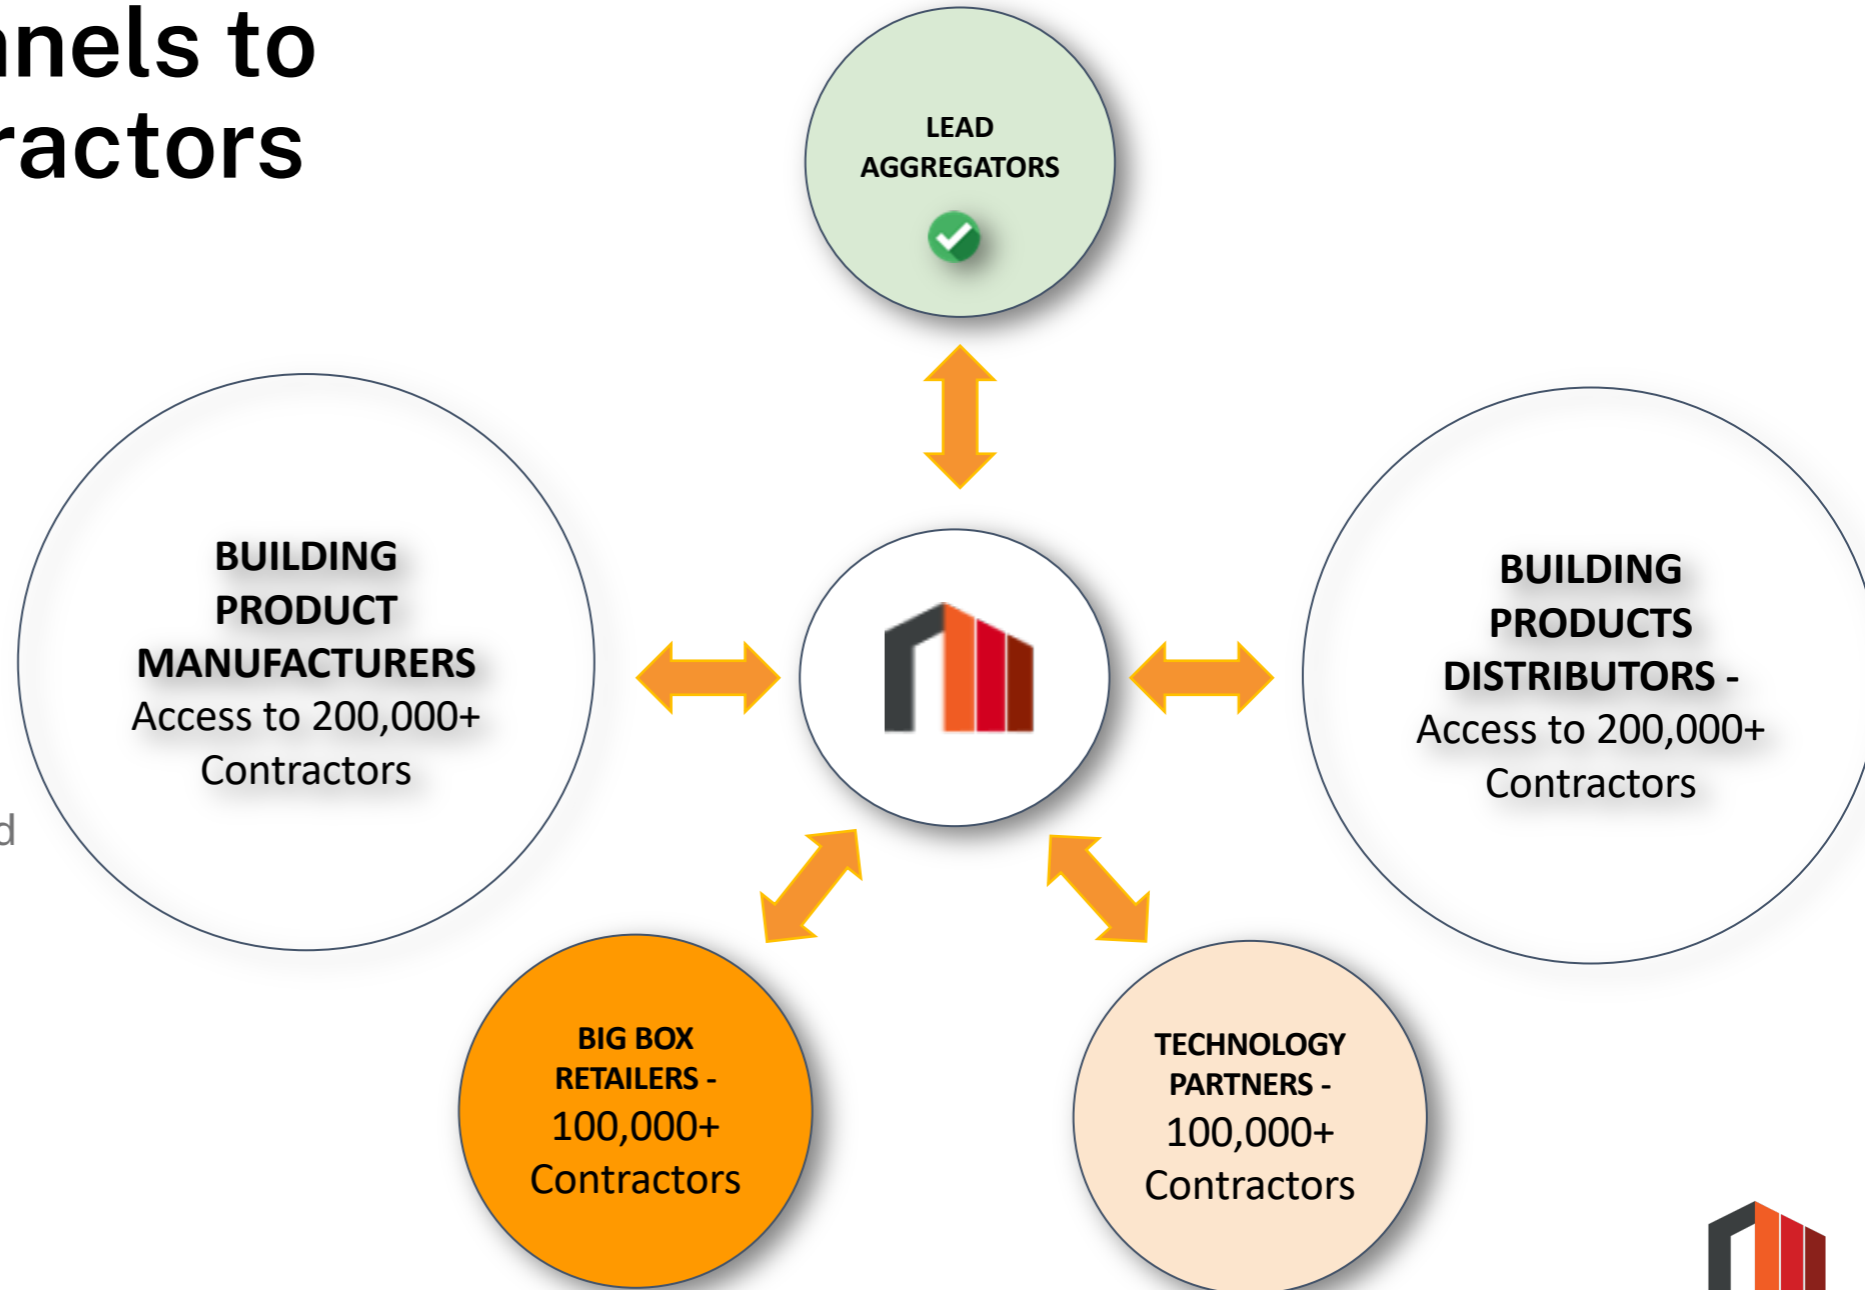 nnels to
ractors
LEAD
AGGREGATORS
BUILDING
PRODUCT
MANUFACTURERS
Access to 200,000+
Contractors
BUILDING
PRODUCTS
DISTRIBUTORS -
Access to 200,000+
Contractors
d
BIG BOX
RETAILERS -
100,000+
Contractors
TECHNOLOGY
PARTNERS -
100,000+
Contractors